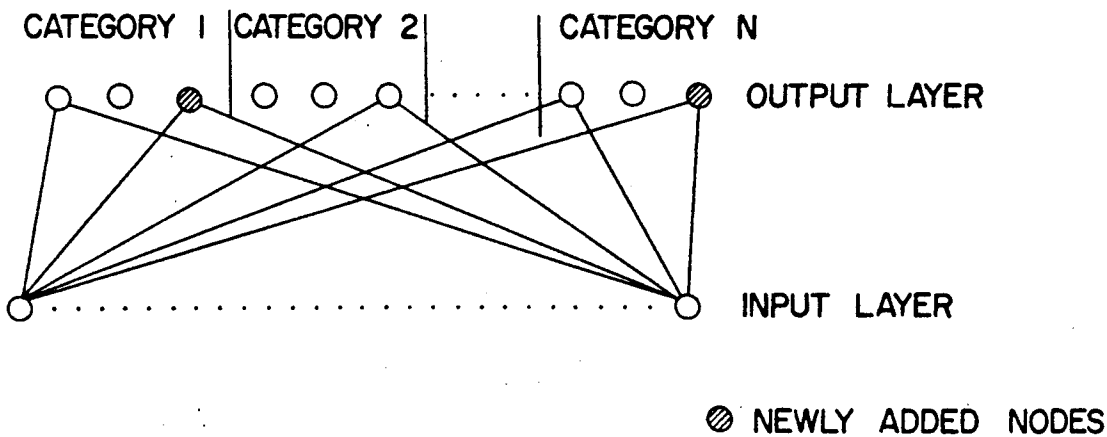 CATEGORY 1 CATEGORY 2 CATEGORY N
OUTPUT LAYER
INPUT LAYER
NEWLY ADDED NODES